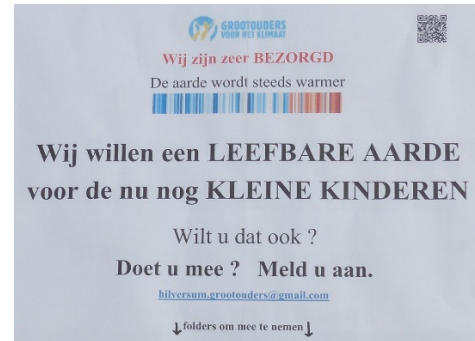 GROOTOUDERS
VOOR HET KLIMAAT
Wij zijn zeer BEZORGD
De aarde wordt steeds warmer
Wij willen een LEEFBARE AARDE
voor de nu nog KLEINE KINDEREN
Wilt u dat ook ?
Doet u mee ? Meld u aan.
hilversum.grootouders@gmail.com
↓folders om mee te nemen↓